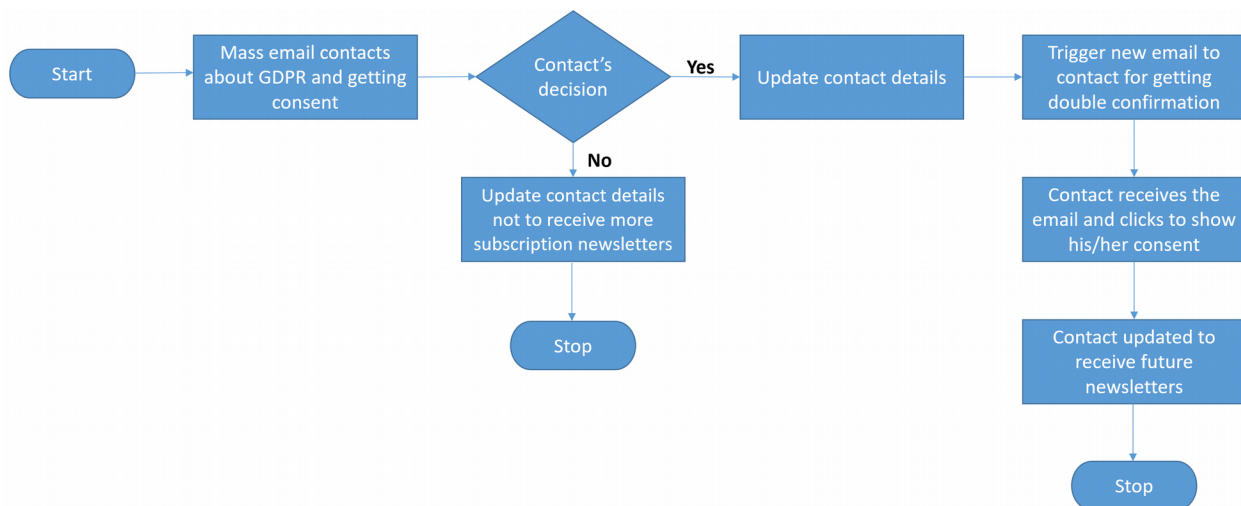 Start
Mass email contacts
about GDPR and getting
consent
Contact's
decision
Yes
Update contact details
Trigger new email to
contact for getting
double confirmation
No
Update contact details
not to receive more
subscription newsletters
Stop
Contact receives the
email and clicks to show
his/her consent
Contact updated to
receive future
newsletters
Stop